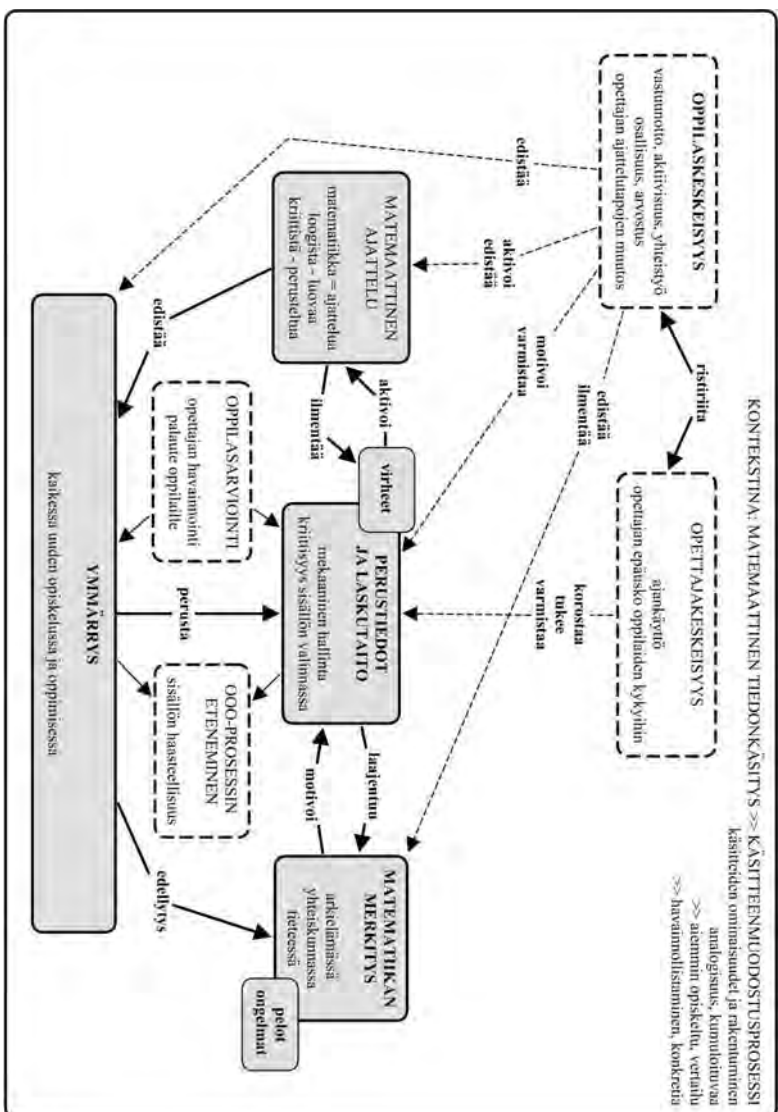 KONTEKSTINA: MATEMAATTINEN TIEDONKÄSITYS >> KÄSITTEENMUODOSTUSPROSESSI
käsitteiden ominaisuudet ja rakentuminen
analogisuus, kumuloituvaa
>> aiemmin opiskeltu, vertailu
>> havainnollistaminen, konkretia
OPPILASKESKEISYYS
vastuunotto, aktiivisuus, yhteistyö
osallisuus, arvostus
opettajan ajattelutapojen muutos
ristiriita
OPETTAJAKESKEISYYS
ajankäyttö
opettajan epäusko oppilaiden kykyihin
edistää
aktivoi
edistää
motivoi
varmistaa
edistää
ilmentää
korostaa
tukee
varmistaa
MATEMAATTINEN
AJATTELU
matematiikka = ajattelua
loogista - luovaa
kriittistä - perusteltua
aktivoi
ilmentää
virheet
PERUSTIEDOT
JA LASKUTAITO
mekaaninen hallinta
kriittisyys sisällön valinnassa
laajentuu
motivoi
MATEMATIIKAN
MERKITYS
arkielämässä
yhteiskunnassa
tieteessä
pelot
ongelmat
edistää
OPPILASARVIOINTI
opettajan havainnointi
palaute oppilaille
perusta
OOO-PROSESSIN
ETENEMINEN
sisällön haasteellisuus
edellytys
YMMÄRRYS
kaikessa uuden opiskelussa ja oppimisessa